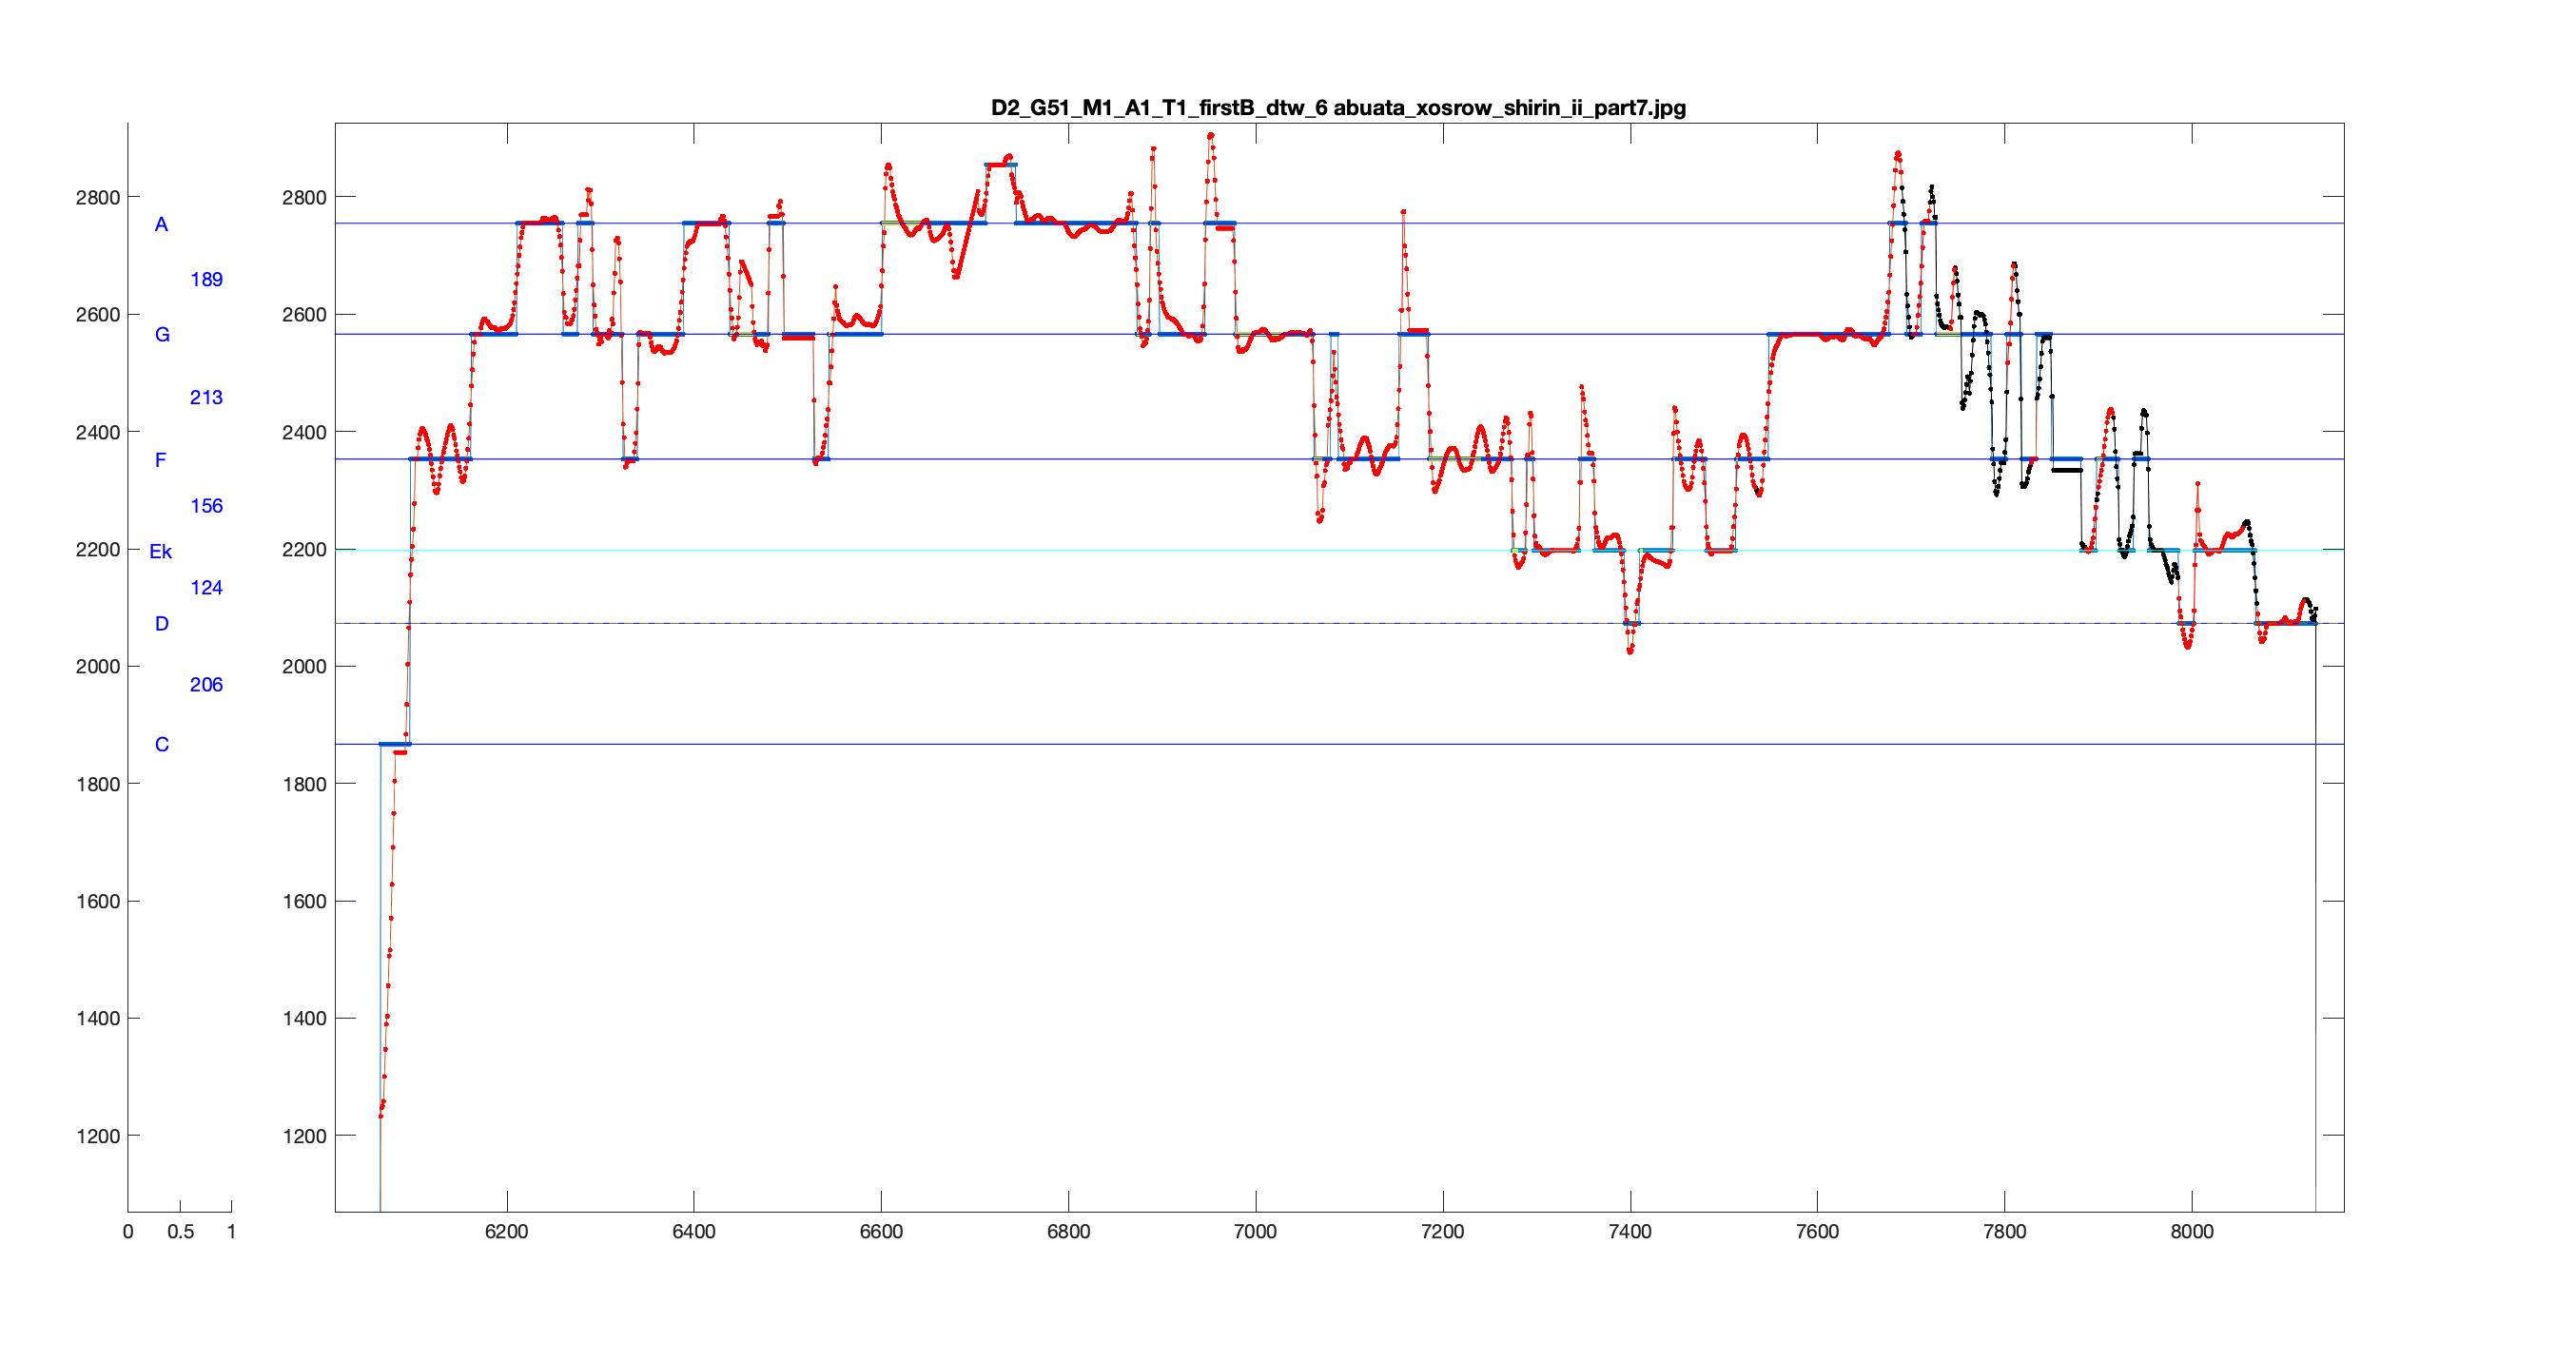 D2_G51_M1_A1_T1_firstB_dtw_6 abuata_xosrow_shirin_ii_part7.jpg
2800 2800
A
189
2600 2600
G
213
2400 2400
F
156
2200 Ek 2200
124
D
2000 2000
206
C
1800 1800
1600 1600
1400 1400
1200 1200
0 0.5 1 6200 6400 6600 6800 7000 7200 7400 7600 7800 8000